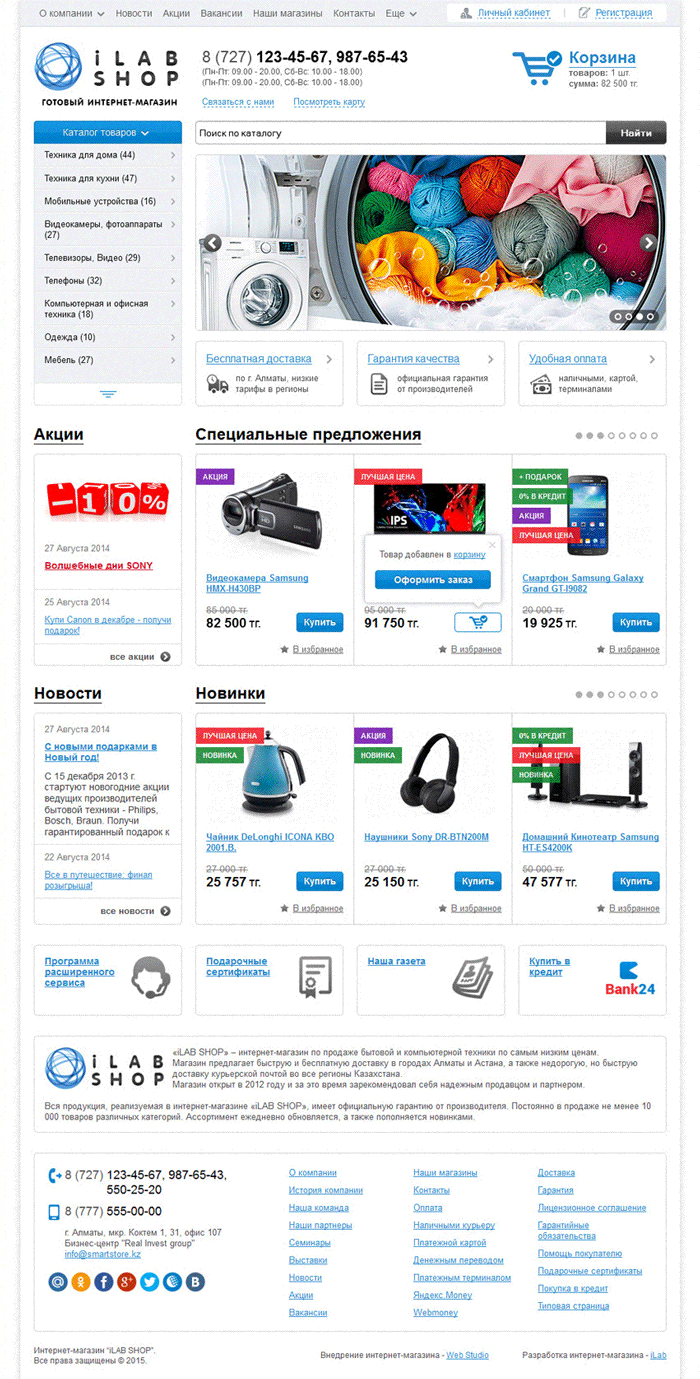 О компании Новости Акции Вакансии Наши магазины Контакты Еще Личный кабинет Регистрация
iLAB
SHOP
ГОТОВЫЙ ИНТЕРНЕТ-МАГАЗИН
8 (727) 123-45-67, 987-65-43
(Пн-Пт: 09.00 - 20.00, Сб-Вс: 10.00 - 18.00)
(Пн-Пт: 09.00 - 20.00, Сб-Вс: 10.00 - 18.00)
Связаться с нами Посмотреть карту
Корзина
товаров: 1 шт.
сумма: 82 500 тг.
Каталог товаров
Поиск по каталогу Найти
Техника для дома (44)
Техника для кухни (47)
Мобильные устройства (16)
Видеокамеры, фотоаппараты
(27)
Телевизоры, Видео (29)
Телефоны (32)
Компьютерная и офисная
техника (18)
Одежда (10)
Мебель (27)
Бесплатная доставка
по г. Алматы, низкие
тарифы в регионы
Гарантия качества
официальная гарантия
от производителей
Удобная оплата
наличными, картой,
терминалами
Акции
-10%
27 Августа 2014
Волшебные дни SONY
25 Августа 2014
Купи Canon в декабре - получи
подарок!
все акции
Специальные предложения
АКЦИЯ
Видеокамера Samsung
HMX-H430BP
85 000 тг.
82 500 тг. Купить
В избранное
ЛУЧШАЯ ЦЕНА
IPS
Товар добавлен в корзину
Оформить заказ
95 000 тг.
91 750 тг.
В избранное
+ ПОДАРОК
0% В КРЕДИТ
АКЦИЯ
ЛУЧШАЯ ЦЕНА
Смартфон Samsung Galaxy
Grand GT-I9082
20 000 тг.
19 925 тг. Купить
В избранное
Новости
27 Августа 2014
С новыми подарками в
Новый год!
С 15 декабря 2013 г.
стартуют новогодние акции
ведущих производителей
бытовой техники - Philips,
Bosch, Braun. Получи
гарантированный подарок к
22 Августа 2014
Все в путешествие: финал
розыгрыша!
все новости
Новинки
ЛУЧШАЯ ЦЕНА
НОВИНКА
Чайник DeLonghi ICONA KBO
2001.B.
27 000 тг.
25 757 тг. Купить
В избранное
АКЦИЯ
НОВИНКА
Наушники Sony DR-BTN200M
27 000 тг.
25 150 тг. Купить
В избранное
0% В КРЕДИТ
ЛУЧШАЯ ЦЕНА
НОВИНКА
Домашний Кинотеатр Samsung
HT-ES4200K
50 000 тг.
47 577 тг. Купить
В избранное
Программа
расширенного
сервиса
Подарочные
сертификаты
Наша газета
Купить в
кредит
Bank24
iLAB
SHOP
«iLAB SHOP» – интернет-магазин по продаже бытовой и компьютерной техники по самым низким ценам.
Магазин предлагает быструю и бесплатную доставку в городах Алматы и Астана, а также недорогую, но быструю
доставку курьерской почтой во все регионы Казахстана.
Магазин открыт в 2012 году и за это время зарекомендовал себя надежным продавцом и партнером.
Вся продукция, реализуемая в интернет-магазине «iLAB SHOP», имеет официальную гарантию от производителя. Постоянно в продаже не менее 10
000 товаров различных категорий. Ассортимент ежедневно обновляется, а также пополняется новинками.
8 (727) 123-45-67, 987-65-43,
550-25-20
8 (777) 555-00-00
г. Алматы, мкр. Коктем 1, 31, офис 107
Бизнес-центр "Real Invest group"
info@smartstore.kz
О компании
История компании
Наша команда
Наши партнеры
Семинары
Выставки
Новости
Акции
Вакансии
Наши магазины
Контакты
Оплата
Наличными курьеру
Платежной картой
Денежным переводом
Платежным терминалом
Яндекс.Money
Webmoney
Доставка
Гарантия
Лицензионное соглашение
Гарантийные
обязательства
Помощь покупателю
Подарочные сертификаты
Покупка в кредит
Типовая страница
Интернет-магазин "iLAB SHOP".
Все права защищены © 2015.
Внедрение интернет-магазина - Web Studio
Разработка интернет-магазина - iLab